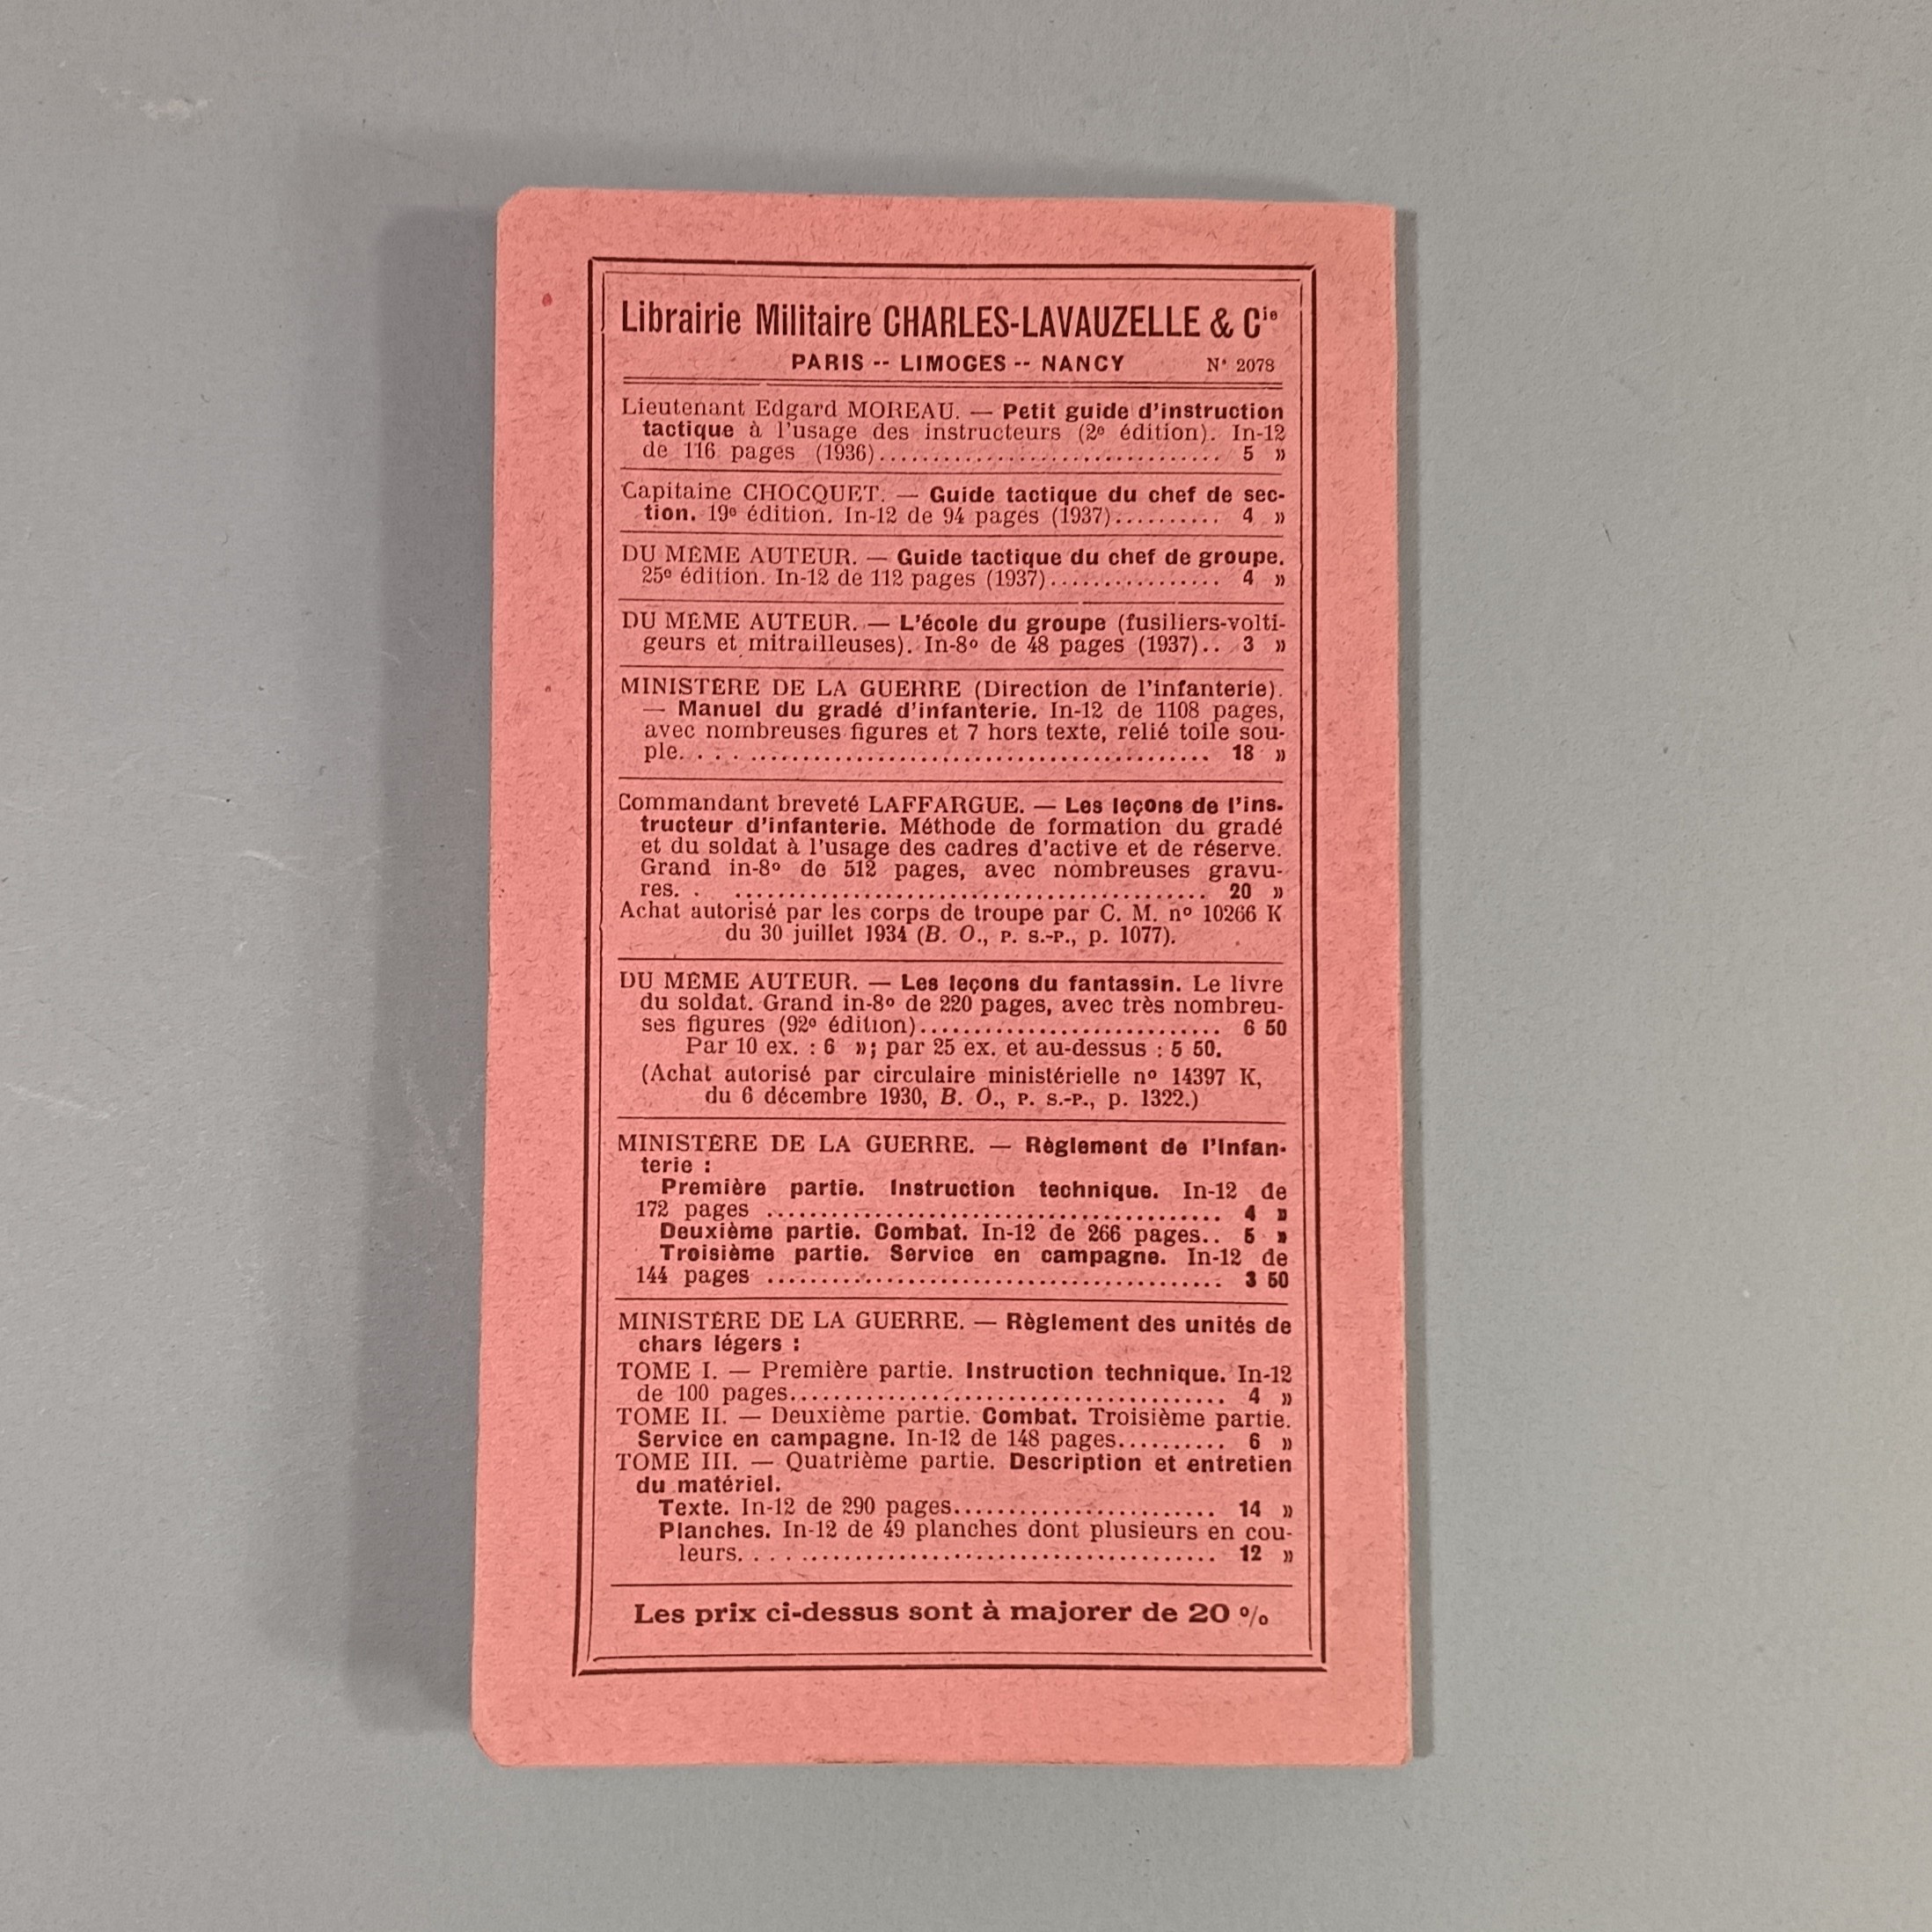 Librairie Militaire CHARLES-LAVAUZELLE & Cie
PARIS -- LIMOGES -- NANCY N° 2078
Lieutenant Edgard MOREAU. — Petit guide d'instruction
tactique à l'usage des instructeurs (2e édition). In-12
de 116 pages (1936)................................ 5 »
Capitaine CHOCQUET. — Guide tactique du chef de sec-
tion. 19e édition. In-12 de 94 pages (1937).......... 4 »
DU MÊME AUTEUR. — Guide tactique du chef de groupe.
25e édition. In-12 de 112 pages (1937)................ 4 »
DU MÊME AUTEUR. — L'école du groupe (fusiliers-volti-
geurs et mitrailleuses). In-8o de 48 pages (1937).. 3 »
MINISTÈRE DE LA GUERRE (Direction de l'infanterie).
— Manuel du gradé d'infanterie. In-12 de 1108 pages,
avec nombreuses figures et 7 hors texte, relié toile sou-
ple. . . . ........................................... 18 »
Commandant breveté LAFFARGUE. — Les leçons de l'ins-
tructeur d'infanterie. Méthode de formation du gradé
et du soldat à l'usage des cadres d'active et de réserve.
Grand in-8o de 512 pages, avec nombreuses gravu-
res. . ............................................ 20 »
Achat autorisé par les corps de troupe par C. M. no 10266 K
du 30 juillet 1934 (B. O., P. S.-P., p. 1077).
DU MÊME AUTEUR. — Les leçons du fantassin. Le livre
du soldat. Grand in-8o de 220 pages, avec très nombreu-
ses figures (92e édition)............................ 6 50
Par 10 ex. : 6 »; par 25 ex. et au-dessus : 5 50.
(Achat autorisé par circulaire ministérielle no 14397 K,
du 6 décembre 1930, B. O., P. S.-P., p. 1322.)
MINISTÈRE DE LA GUERRE. — Règlement de l'Infan-
terie :
Première partie. Instruction technique. In-12 de
172 pages ........................................... 4 »
Deuxième partie. Combat. In-12 de 266 pages.. 5 »
Troisième partie. Service en campagne. In-12 de
144 pages ........................................... 3 50
MINISTÈRE DE LA GUERRE. — Règlement des unités de
chars légers :
TOME I. — Première partie. Instruction technique. In-12
de 100 pages......................................... 4 »
TOME II. — Deuxième partie. Combat. Troisième partie.
Service en campagne. In-12 de 148 pages.......... 6 »
TOME III. — Quatrième partie. Description et entretien
du matériel.
Texte. In-12 de 290 pages........................ 14 »
Planches. In-12 de 49 planches dont plusieurs en cou-
leurs. . . . ....................................... 12 »
Les prix ci-dessus sont à majorer de 20 %